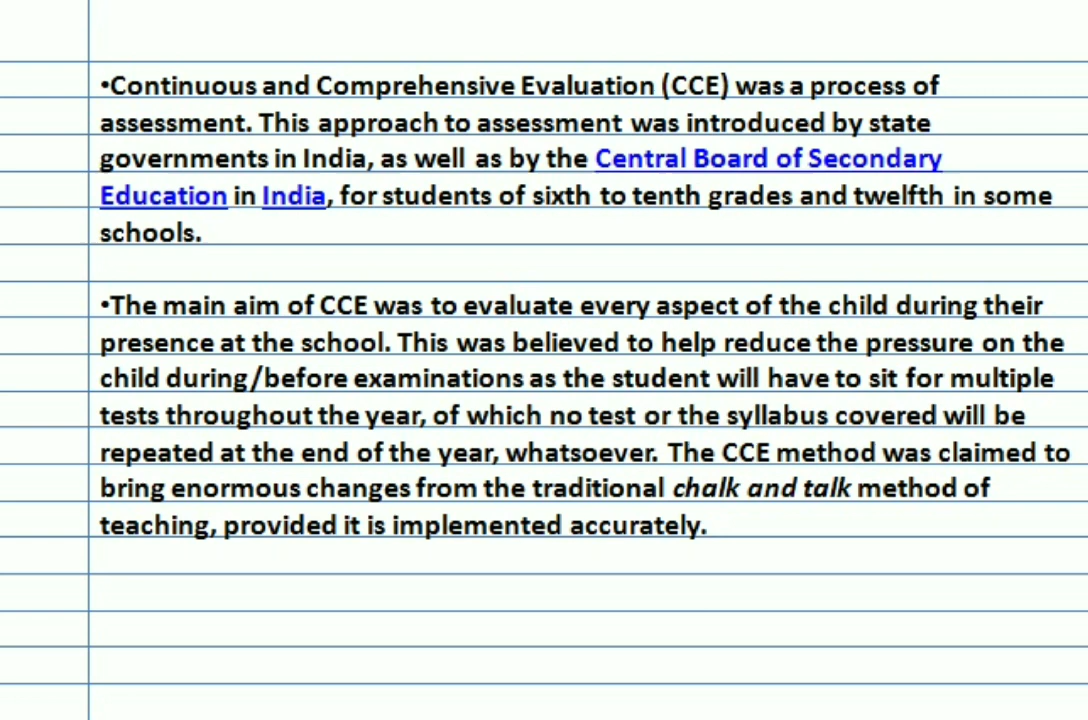 •Continuous and Comprehensive Evaluation (CCE) was a process of
assessment. This approach to assessment was introduced by state
governments in India, as well as by the Central Board of Secondary
Education in India, for students of sixth to tenth grades and twelfth in some
schools.
•The main aim of CCE was to evaluate every aspect of the child during their
presence at the school. This was believed to help reduce the pressure on the
child during/before examinations as the student will have to sit for multiple
tests throughout the year, of which no test or the syllabus covered will be
repeated at the end of the year, whatsoever. The CCE method was claimed to
bring enormous changes from the traditional chalk and talk method of
teaching, provided it is implemented accurately.